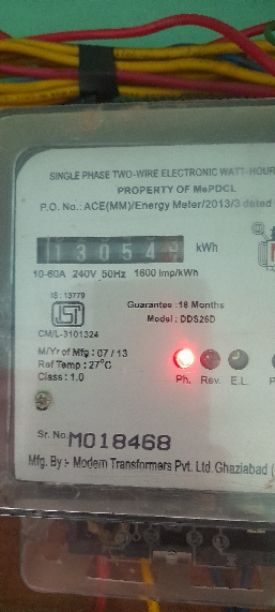 SINGLE PHASE TWO-WIRE ELECTRONIC WATT-HOUR
PROPERTY OF MePDCL
P.O. No.: ACE(MM)/Energy Meter/2013/3 dated
13054 kWh
10-60A 240V 50Hz 1600 Imp/kWh
IS : 13779
ISI
CM/L-3101324
Guarantee :18 Months
Model : DDS26D
M/Yr of Mfg : 07 / 13
Ref Temp : 27°C
Class : 1.0
Ph. Rev. E.L. P
Sr. No. MO18468
Mfg. By :- Modern Transformers Pvt. Ltd. Ghaziabad (